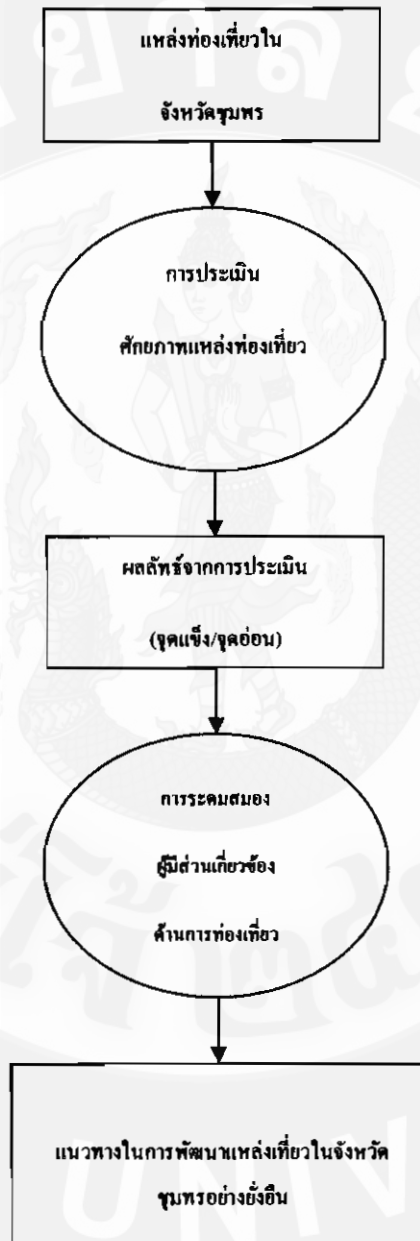 แหล่งท่องเที่ยวใน
จังหวัดชุมพร
การประเมิน
ศักยภาพแหล่งท่องเที่ยว
ผลลัทธ์จากการประเมิน
(จุดแข็ง/จุดอ่อน)
การระดมสมอง
ผู้มีส่วนเกี่ยวข้อง
ด้านการท่องเที่ยว
แนวทางในการพัฒนาแหล่งเที่ยวในจังหวัด
ชุมพรอย่างยั่งยืน
UNIV